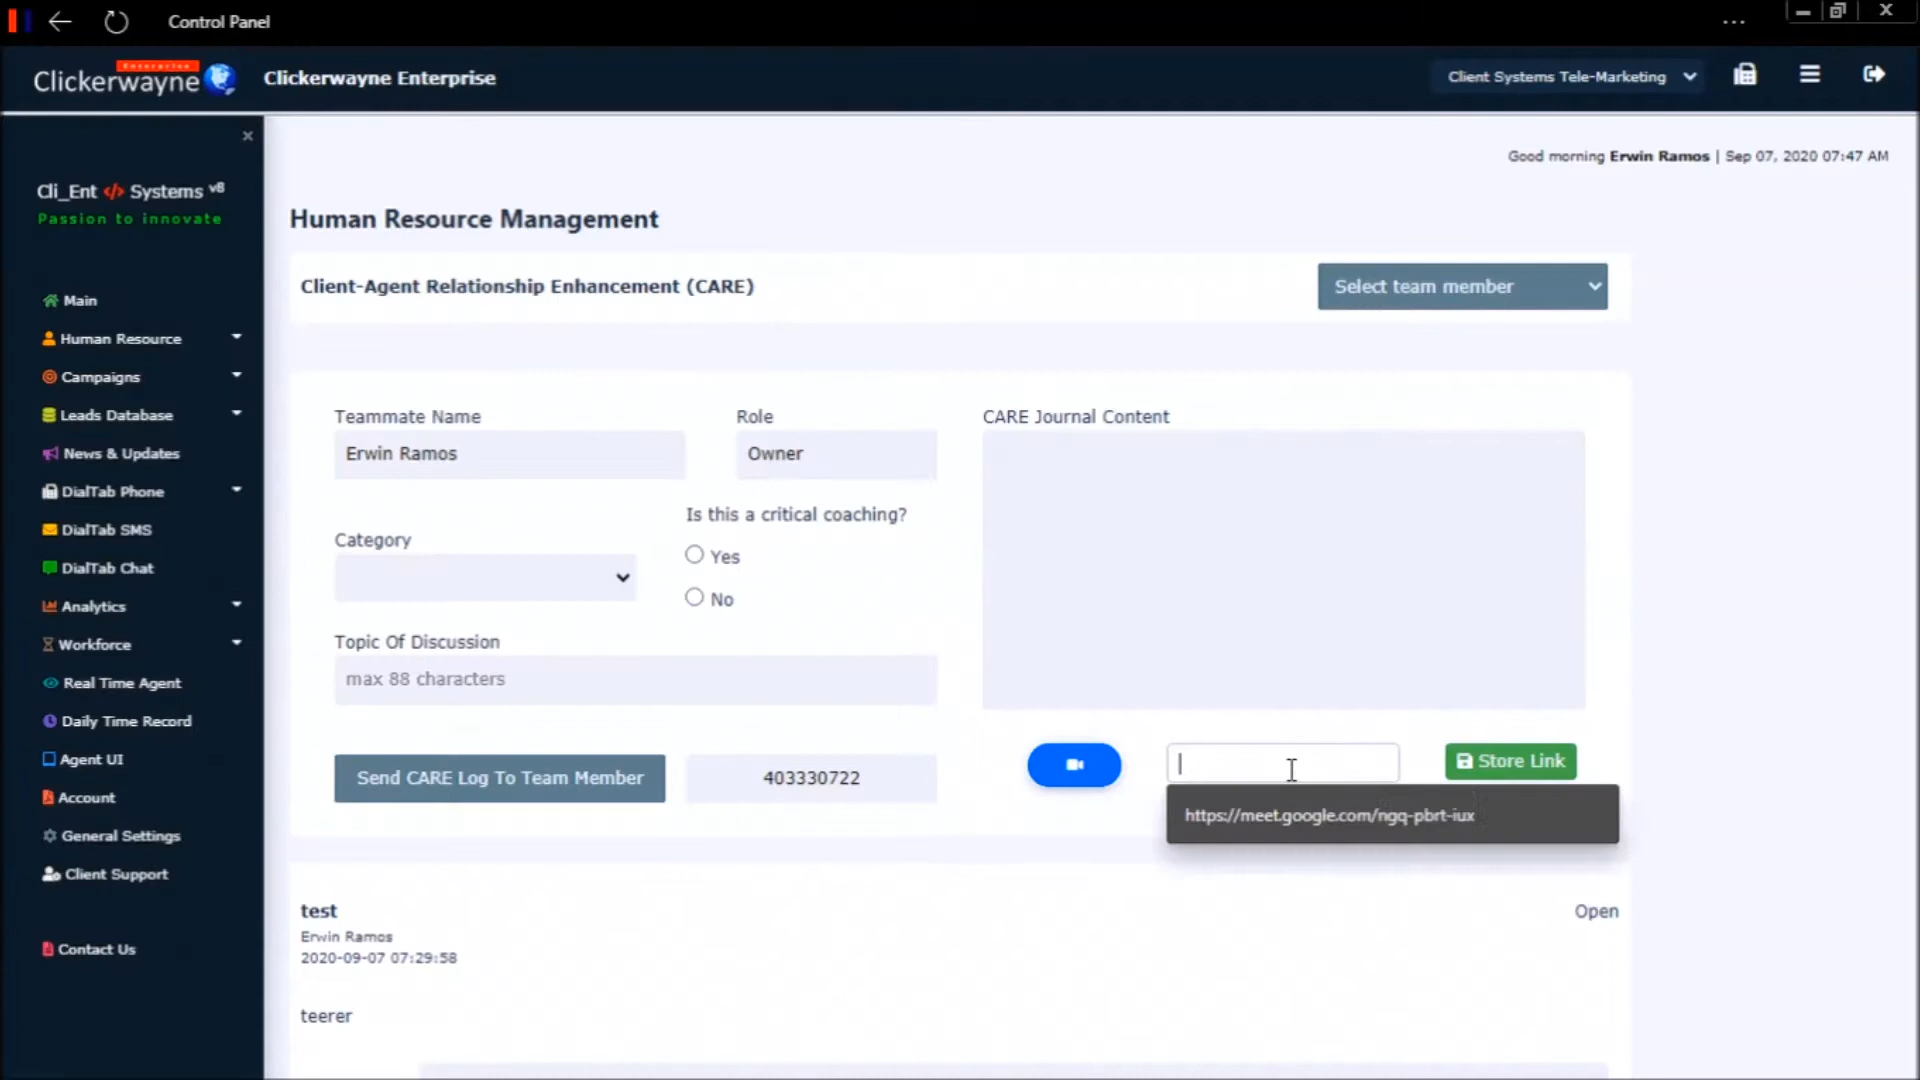 Control Panel
Enterprise
Clickerwayne
Clickerwayne Enterprise
Client Systems Tele-Marketing
Good morning Erwin Ramos | Sep 07, 2020 07:47 AM
Cli_Ent </> Systems v8
Passion to innovate
Main
Human Resource
Campaigns
Leads Database
News & Updates
DialTab Phone
DialTab SMS
DialTab Chat
Analytics
Workforce
Real Time Agent
Daily Time Record
Agent UI
Account
General Settings
Client Support
Contact Us
Human Resource Management
Client-Agent Relationship Enhancement (CARE)
Select team member
Teammate Name
Erwin Ramos
Role
Owner
Category
Is this a critical coaching?
Yes
No
Topic Of Discussion
max 88 characters
Send CARE Log To Team Member
403330722
CARE Journal Content
Store Link
https://meet.google.com/ngq-pbrt-iux
test
Open
Erwin Ramos
2020-09-07 07:29:58
teerer